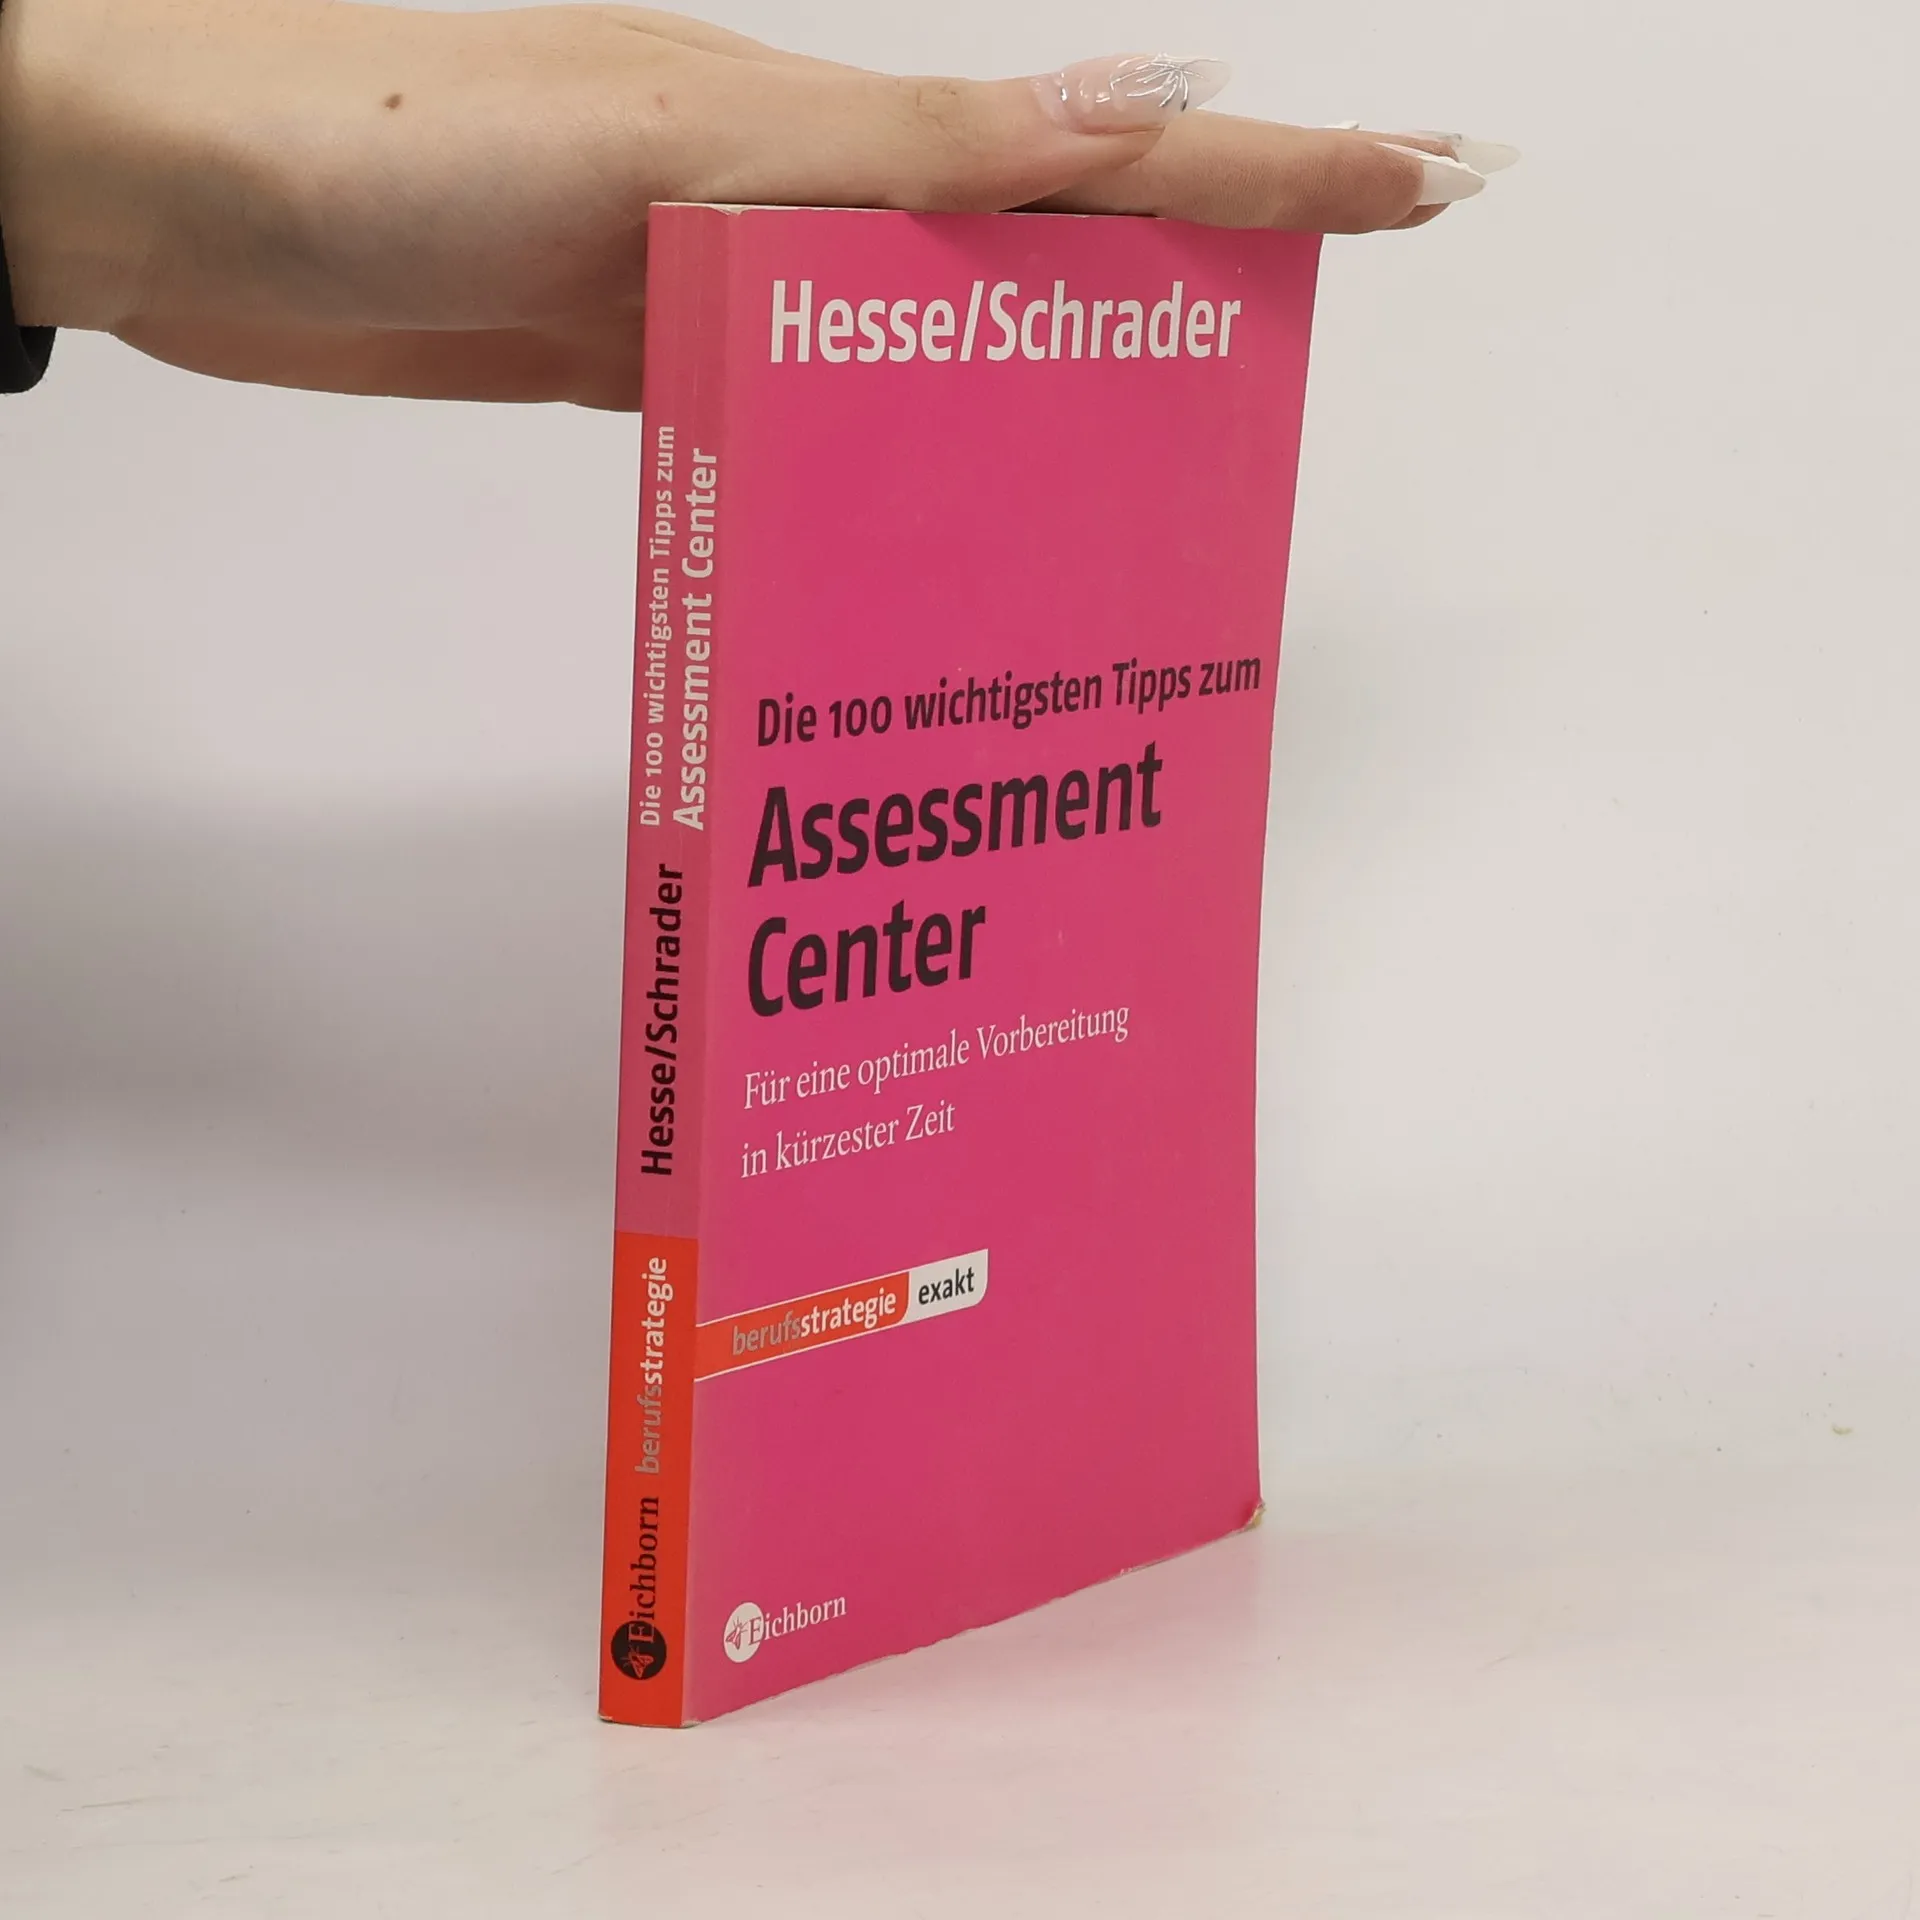 Hesse/Schrader
Die 100 wichtigsten Tipps zum
Assessment
Center
Für eine optimale Vorbereitung
in kürzester Zeit
berufsstrategie exakt
Eichborn
Die 100 wichtigsten Tipps zum
Assessment Center
Hesse/Schrader
berufsstrategie
Eichborn